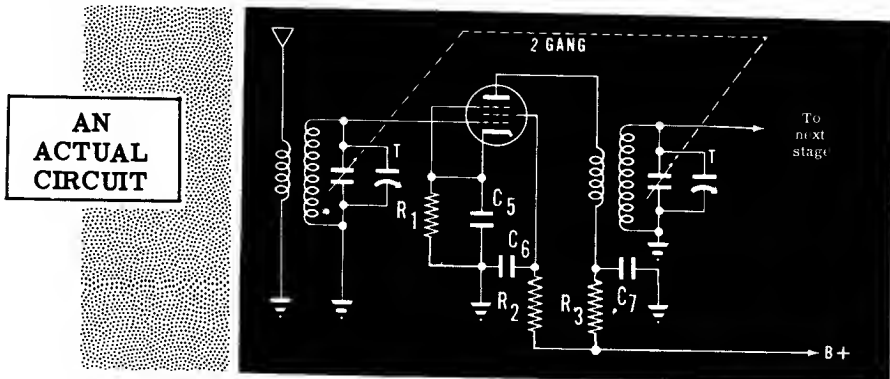 AN
ACTUAL
CIRCUIT
2 GANG
T
T
To
next
stage
R1
C5
C6
R2
R3
C7
B+